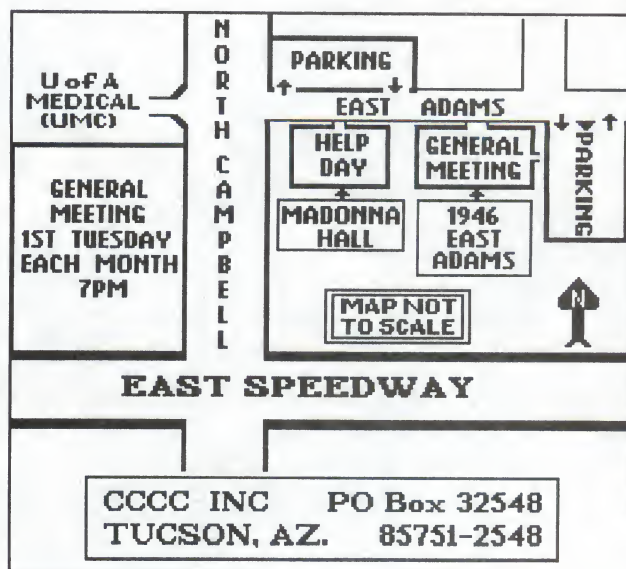 NORTH CAMPBELL
PARKING
U of A
MEDICAL
(UMC)
EAST ADAMS
HELP
DAY
GENERAL
MEETING
PARKING
GENERAL
MEETING
1ST TUESDAY
EACH MONTH
7PM
MADONNA
HALL
1946
EAST
ADAMS
N
MAP NOT
TO SCALE
EAST SPEEDWAY
CCCC INC PO Box 32548
TUCSON, AZ. 85751-2548